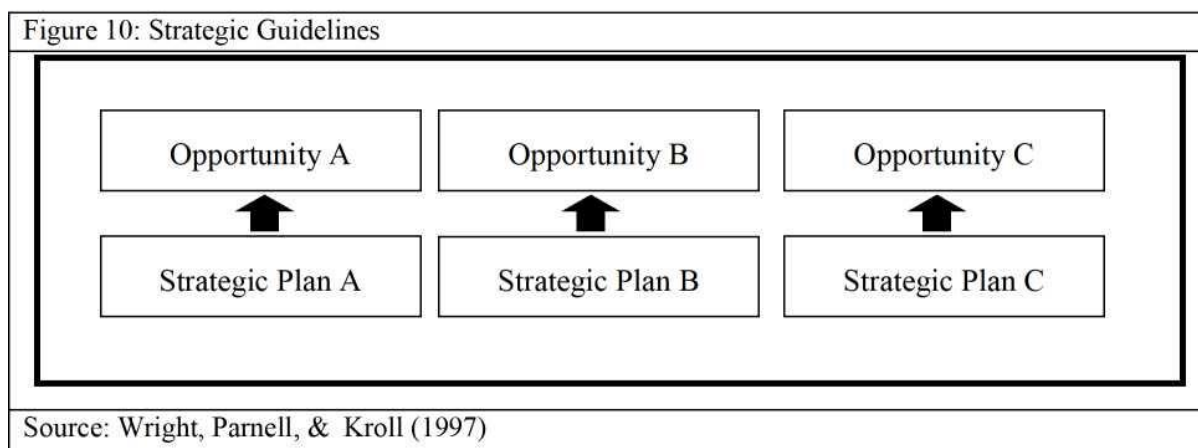 Figure 10: Strategic Guidelines
Opportunity A
Opportunity B
Opportunity C
Strategic Plan A
Strategic Plan B
Strategic Plan C
Source: Wright, Parnell, & Kroll (1997)